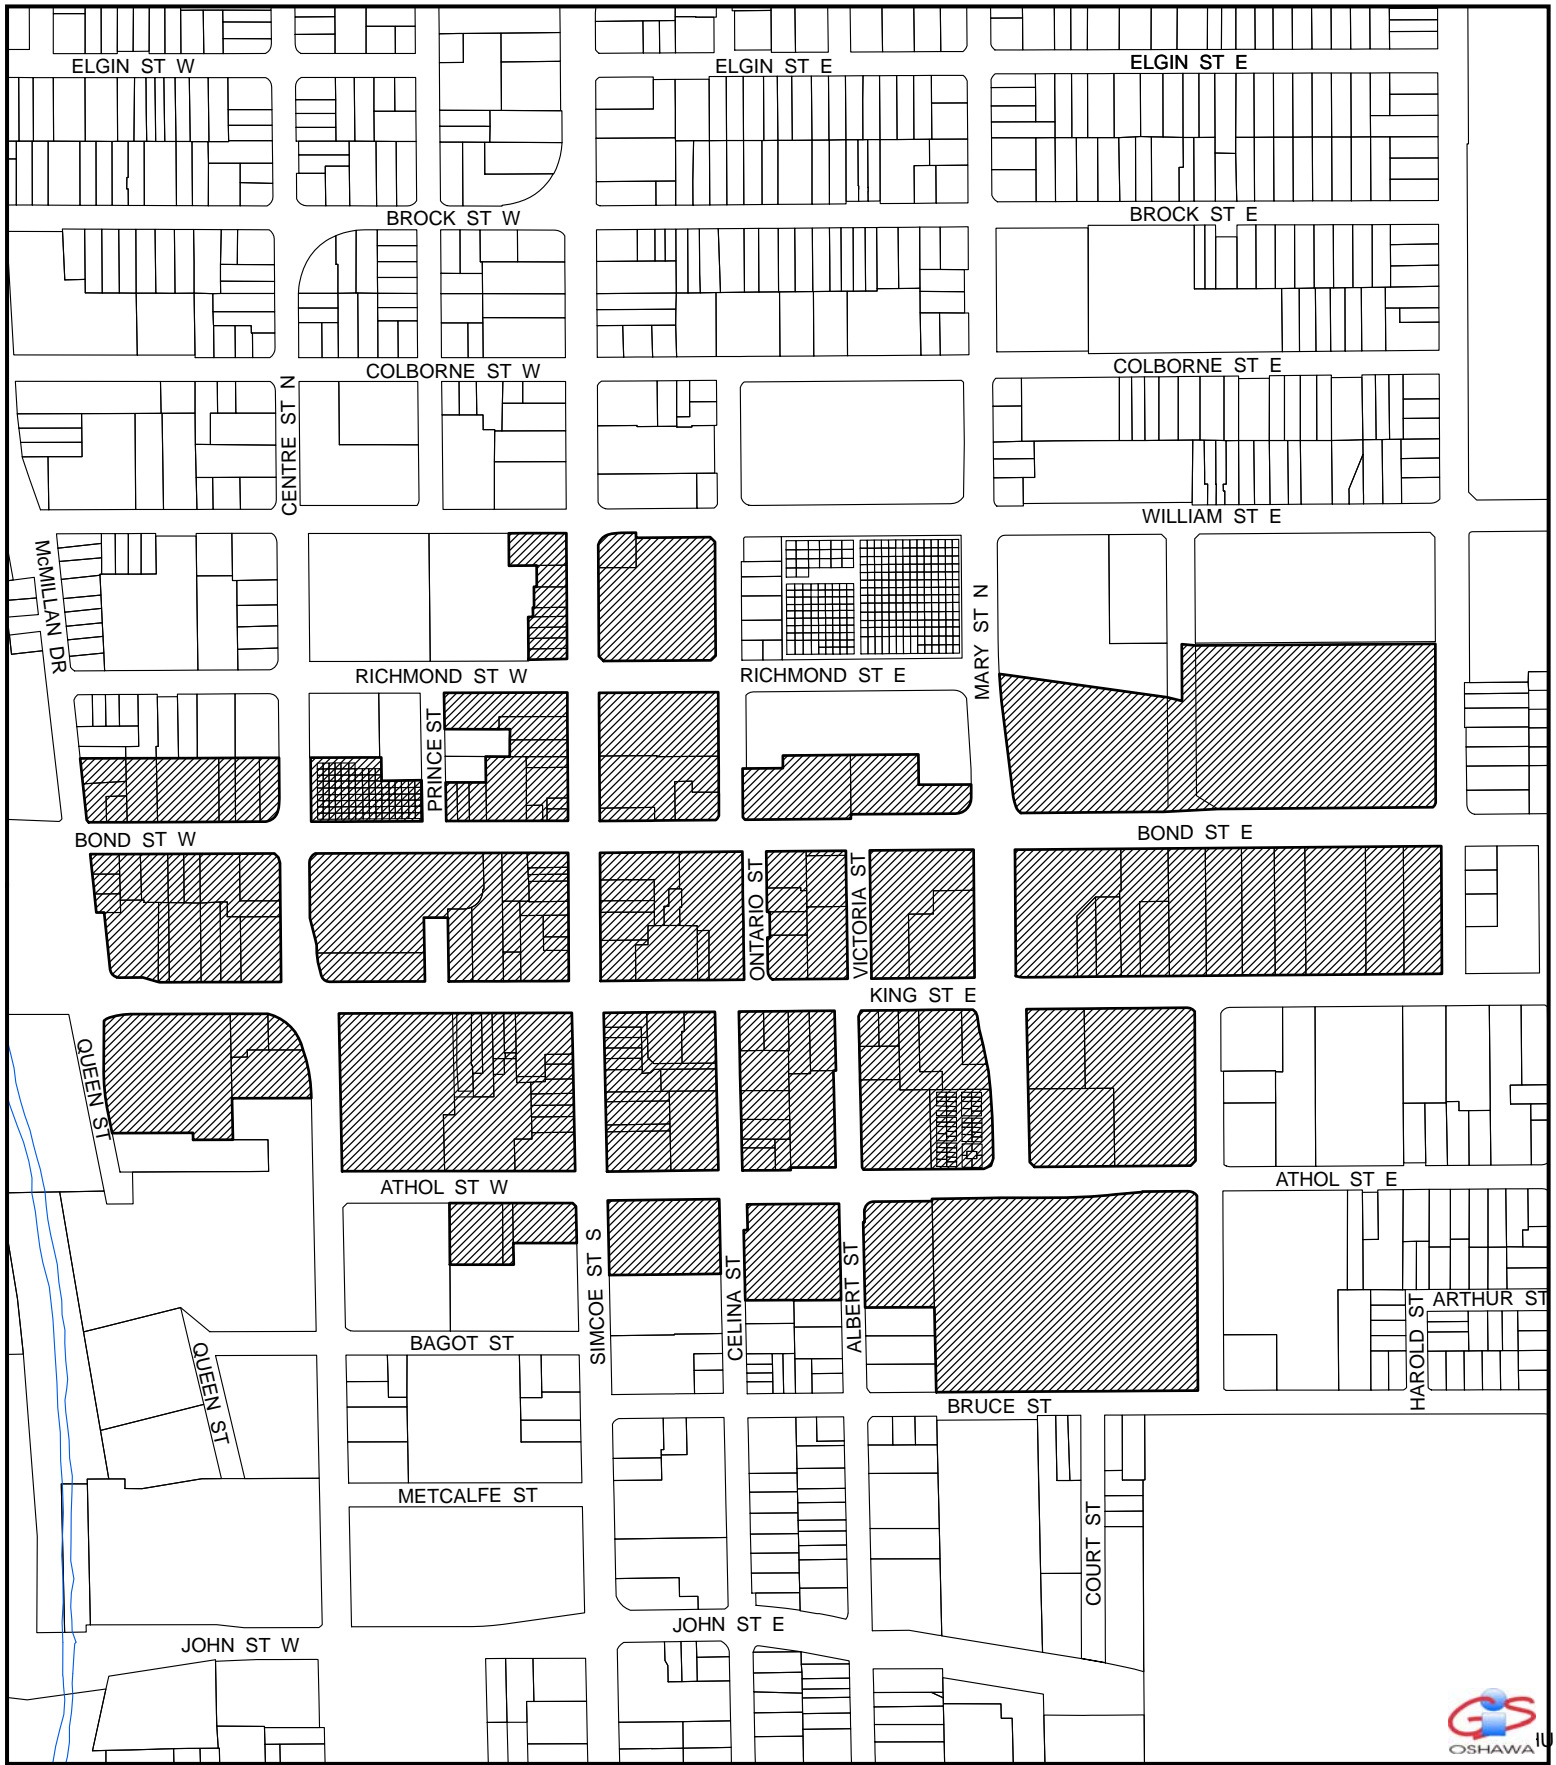 ELGIN ST W
ELGIN ST E
ELGIN ST E
BROCK ST W
BROCK ST E
COLBORNE ST W
COLBORNE ST E
CENTRE ST N
WILLIAM ST E
McMILLAN DR
MARY ST N
RICHMOND ST W
RICHMOND ST E
PRINCE ST
BOND ST W
BOND ST E
ONTARIO ST
VICTORIA ST
KING ST E
QUEEN ST
ATHOL ST W
ATHOL ST E
SIMCOE ST S
CELINA ST
ALBERT ST
ARTHUR ST
HAROLD ST
BAGOT ST
QUEEN ST
BRUCE ST
METCALFE ST
COURT ST
JOHN ST W
JOHN ST E
GIS
OSHAWA